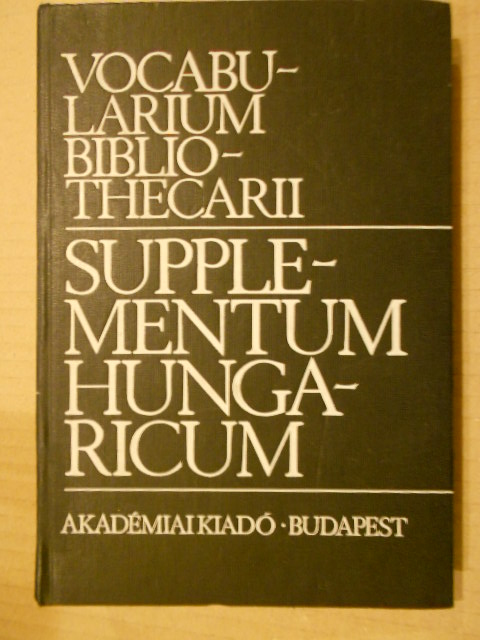 VOCABU-
LARIUM
BIBLIO-
THECARII
SUPPLE-
MENTUM
HUNGA-
RICUM
AKADÉMIAI KIADÓ · BUDAPEST